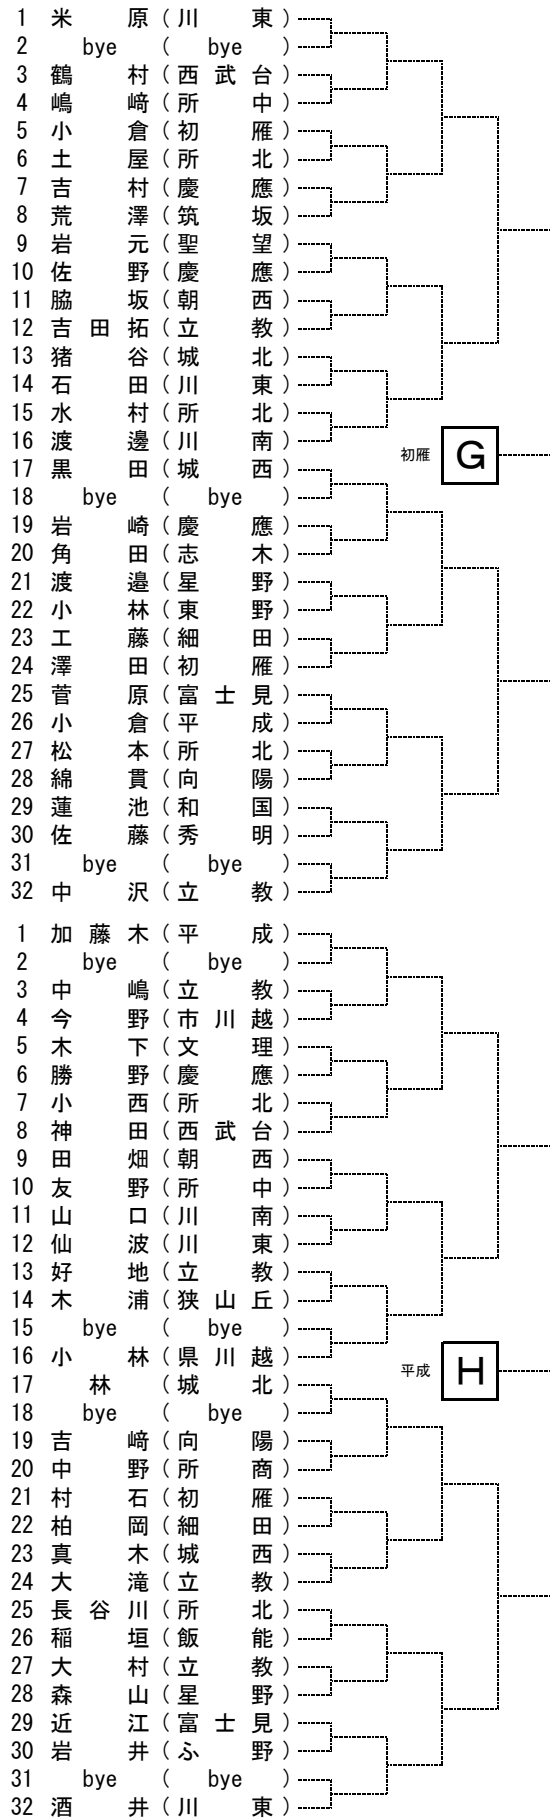 1 米原（川東）
2 bye（bye）
3 鶴村（西武台）
4 嶋﨑（所中）
5 小倉（初雁）
6 土屋（所北）
7 吉村（慶應）
8 荒澤（筑坂）
9 岩元（聖望）
10 佐野（慶應）
11 脇坂（朝西）
12 吉田拓（立教）
13 猪谷（城北）
14 石田（川東）
15 水村（所北）
16 渡邊（川南）
初雁 G
17 黒田（城西）
18 bye（bye）
19 岩崎（慶應）
20 角田（志木）
21 渡邉（星野）
22 小林（東野）
23 工藤（細田）
24 澤田（初雁）
25 菅原（富士見）
26 小倉（平成）
27 松本（所北）
28 綿貫（向陽）
29 蓮池（和国）
30 佐藤（秀明）
31 bye（bye）
32 中沢（立教）
1 加藤木（平成）
2 bye（bye）
3 中嶋（立教）
4 今野（市川越）
5 木下（文理）
6 勝野（慶應）
7 小西（所北）
8 神田（西武台）
9 田畑（朝西）
10 友野（所中）
11 山口（川南）
12 仙波（川東）
13 好地（立教）
14 木浦（狭山丘）
15 bye（bye）
16 小林（県川越）
平成 H
17 林（城北）
18 bye（bye）
19 吉﨑（向陽）
20 中野（所商）
21 村石（初雁）
22 柏岡（細田）
23 真木（城西）
24 大滝（立教）
25 長谷川（所北）
26 稲垣（飯能）
27 大村（立教）
28 森山（星野）
29 近江（富士見）
30 岩井（ふ野）
31 bye（bye）
32 酒井（川東）